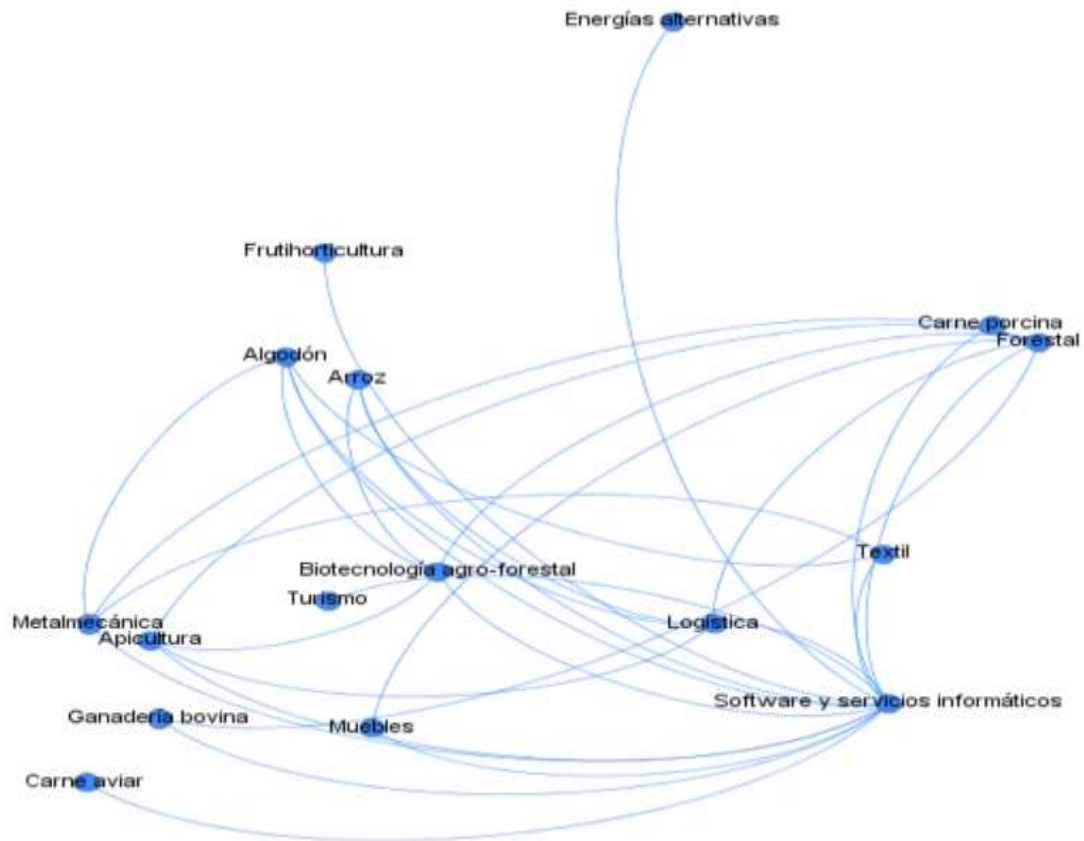 Energías alternativas
Frutihorticultura
Carne porcina
Forestal
Algodón
Arroz
Textil
Biotecnología agro-forestal
Turismo
Metalmecánica
Logística
Apicultura
Software y servicios informáticos
Ganadería bovina
Muebles
Carne aviar